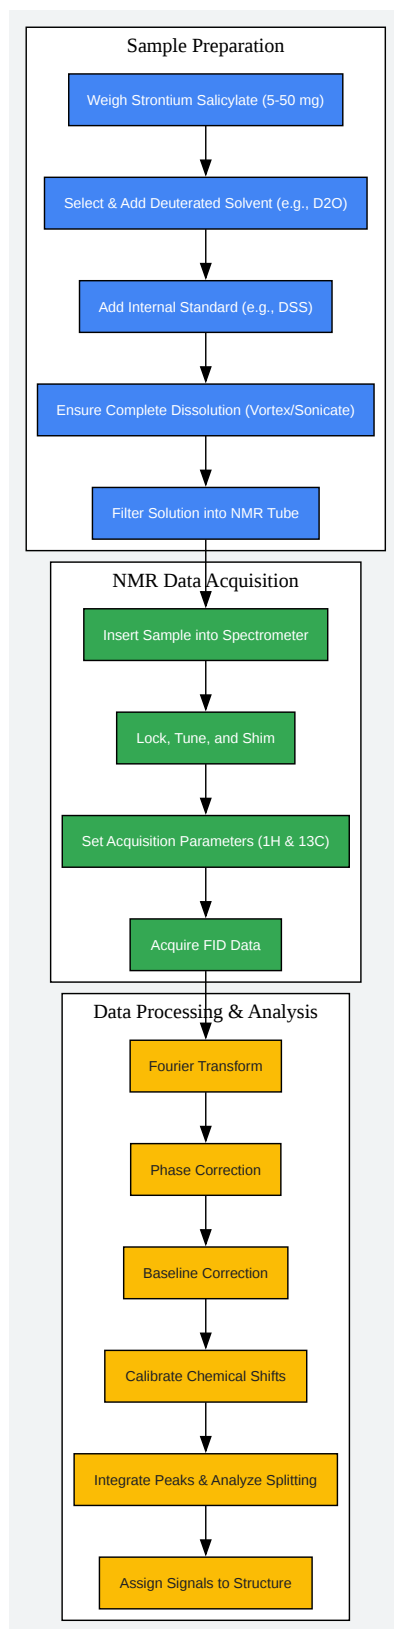 Sample Preparation
Weigh Strontium Salicylate (5-50 mg)
Select & Add Deuterated Solvent (e.g., D2O)
Add Internal Standard (e.g., DSS)
Ensure Complete Dissolution (Vortex/Sonicate)
Filter Solution into NMR Tube
NMR Data Acquisition
Insert Sample into Spectrometer
Lock, Tune, and Shim
Set Acquisition Parameters (1H & 13C)
Acquire FID Data
Data Processing & Analysis
Fourier Transform
Phase Correction
Baseline Correction
Calibrate Chemical Shifts
Integrate Peaks & Analyze Splitting
Assign Signals to Structure